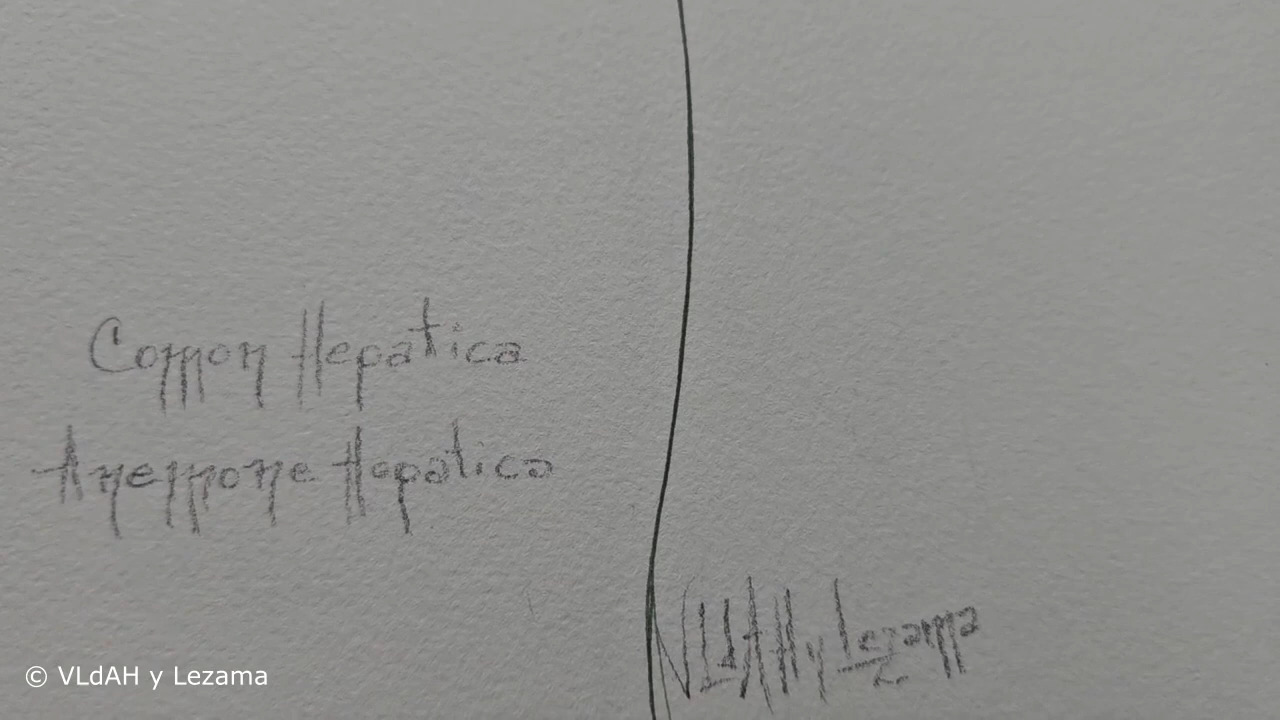 Common Hepatica
Anemone Hepatica
VLdAH y Lezama
© VLdAH y Lezama